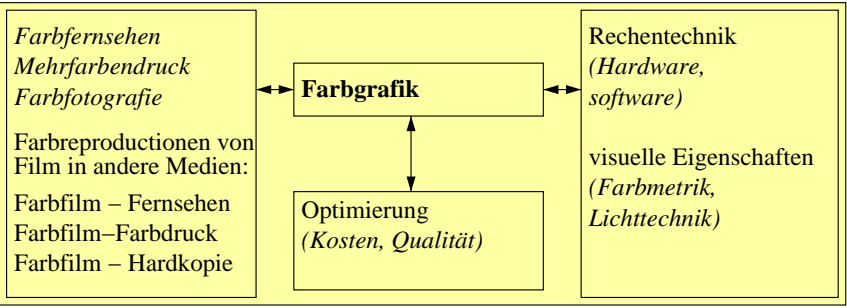 Farbfernsehen
Mehrfarbendruck
Farbfotografie
Farbreproductionen von
Film in andere Medien:
Farbfilm – Fernsehen
Farbfilm–Farbdruck
Farbfilm – Hardkopie
Farbgrafik
Optimierung
(Kosten, Qualität)
Rechentechnik
(Hardware,
software)
visuelle Eigenschaften
(Farbmetrik,
Lichttechnik)